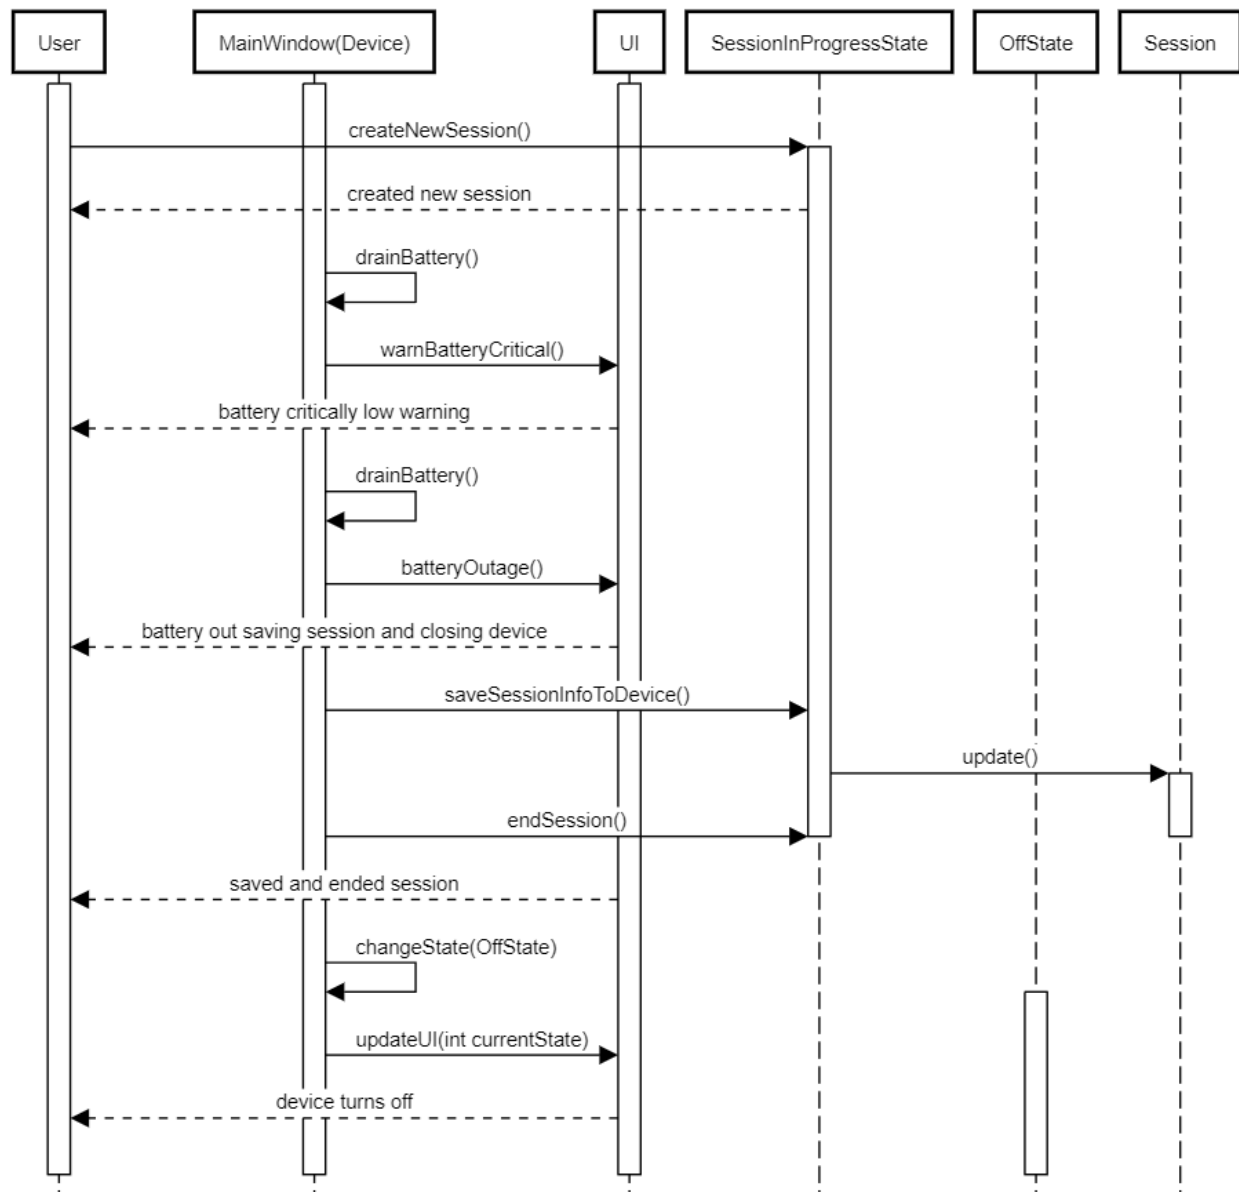 User
MainWindow(Device)
UI
SessionInProgressState
OffState
Session
createNewSession()
created new session
drainBattery()
warnBatteryCritical()
battery critically low warning
drainBattery()
batteryOutage()
battery out saving session and closing device
saveSessionInfoToDevice()
update()
endSession()
saved and ended session
changeState(OffState)
updateUI(int currentState)
device turns off